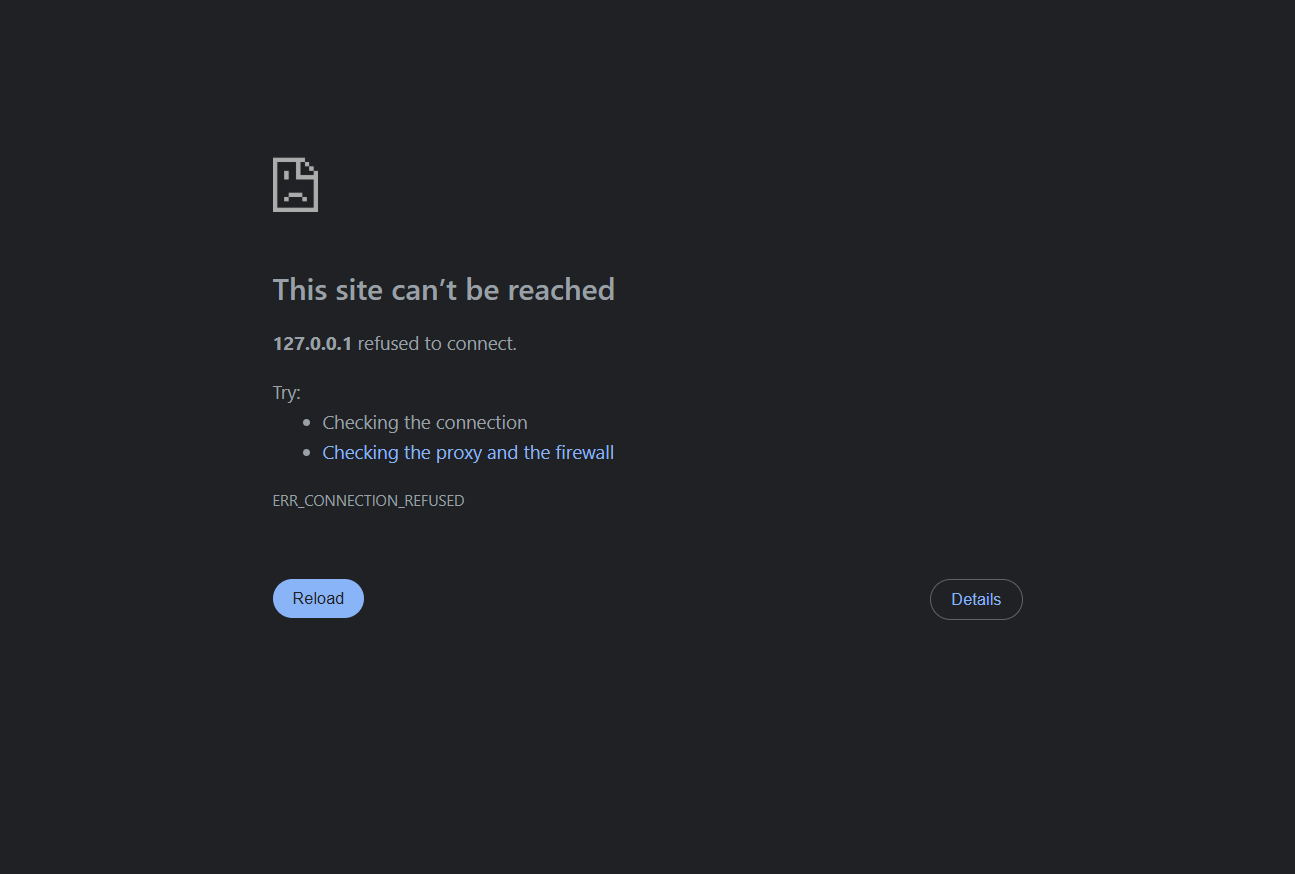 This site can’t be reached
127.0.0.1 refused to connect.
Try:
• Checking the connection
• Checking the proxy and the firewall
ERR_CONNECTION_REFUSED
Reload
Details